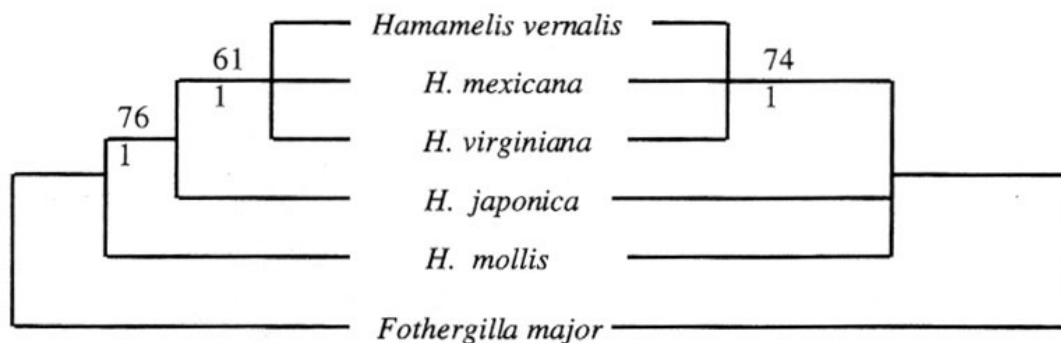 Hamamelis vernalis
61
74
H. mexicana
1
1
76
H. virginiana
1
H. japonica
H. mollis
Fothergilla major